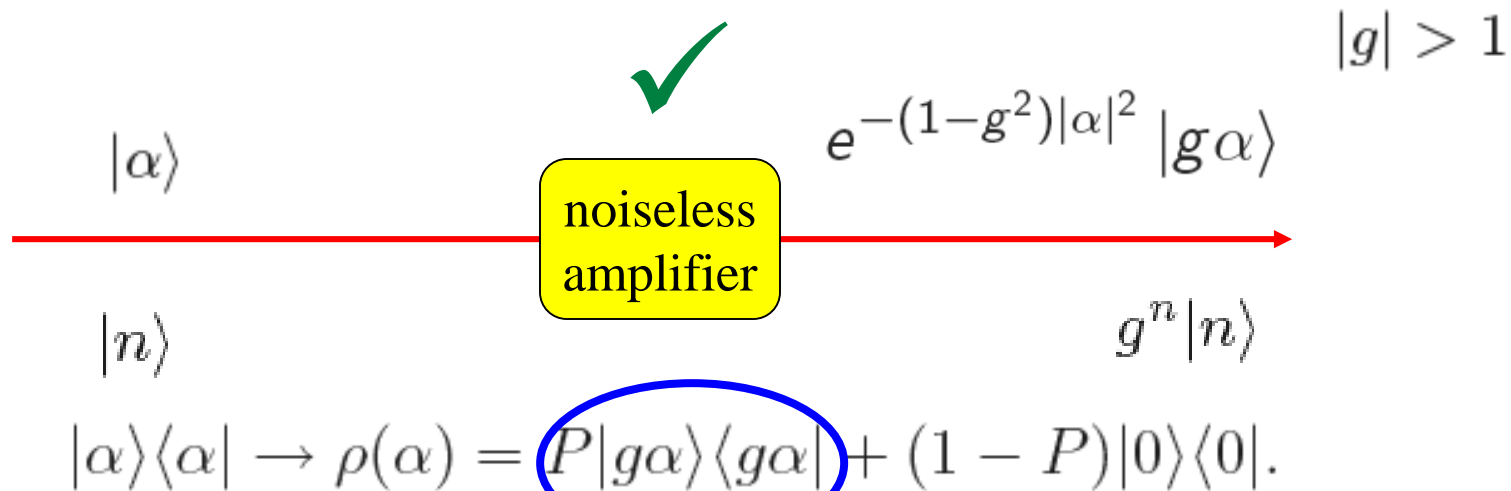 |g| > 1
|α⟩
e^{-(1-g^2)|α|^2} |gα⟩
noiseless
amplifier
|n⟩
g^n|n⟩
|α⟩⟨α| → ρ(α) = P|gα⟩⟨gα| + (1 − P)|0⟩⟨0|.